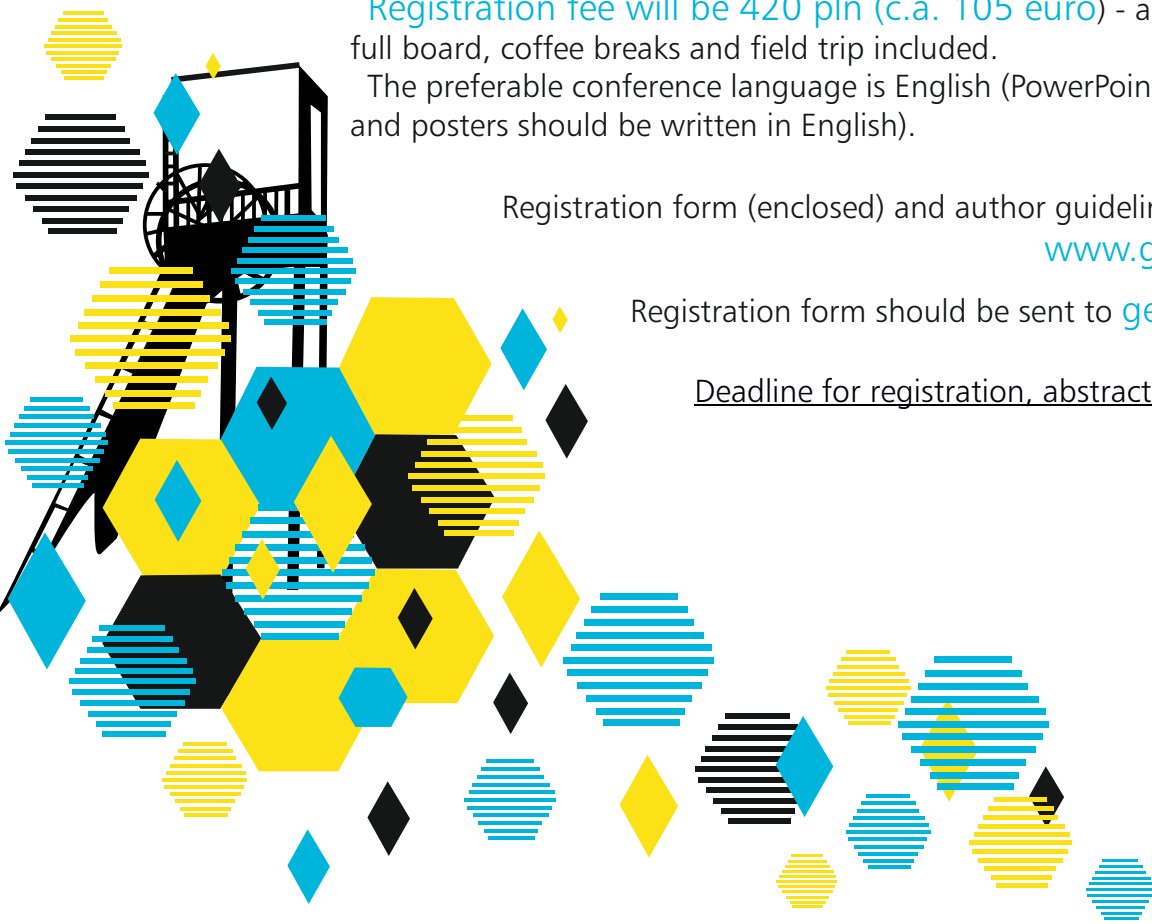 Registration fee will be 420 pln (c.a. 105 euro) - a
full board, coffee breaks and field trip included.
The preferable conference language is English (PowerPoin
and posters should be written in English).
Registration form (enclosed) and author guidelin
www.g
Registration form should be sent to ge
Deadline for registration, abstract